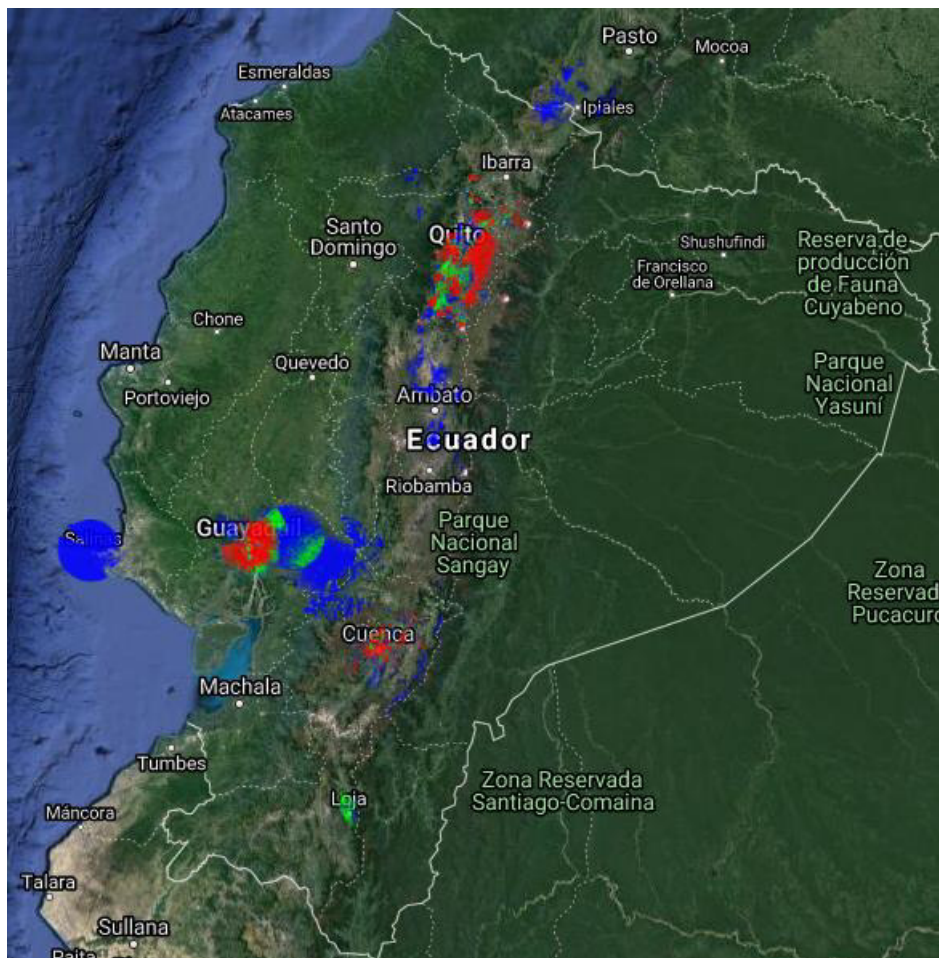 Pasto
Mocoa
Esmeraldas
Atacames
Ipiales
Ibarra
Santo
Domingo
Quito
Shushufindi
Francisco
de Orellana
Reserva de
producción
de Fauna
Cuyabeno
Chone
Manta
Quevedo
Portoviejo
Parque
Nacional
Yasuní
Ambato
Ecuador
Riobamba
Guayaquil
Salinas
Parque
Nacional
Sangay
Zona
Reservada
Pucacuro
Cuenca
Machala
Tumbes
Zona Reservada
Santiago-Comaina
Loja
Máncora
Talara
Sullana
Paita